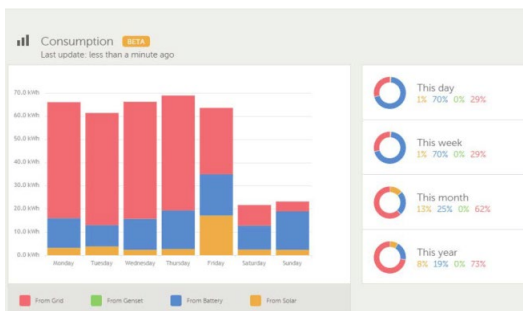 Consumption BETA
Last update: less than a minute ago
70.0 kWh
60.0 kWh
50.0 kWh
40.0 kWh
30.0 kWh
20.0 kWh
10.0 kWh
0.0 kWh
Monday Tuesday Wednesday Thursday Friday Saturday Sunday
From Grid From Genset From Battery From Solar
This day
1% 70% 0% 29%
This week
1% 70% 0% 29%
This month
13% 25% 0% 62%
This year
8% 19% 0% 73%